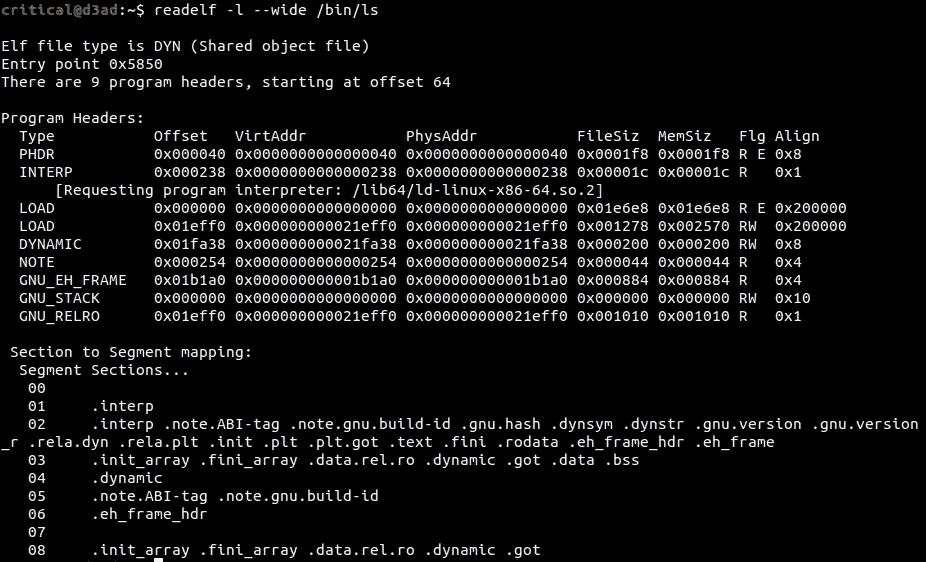 critical@d3ad:~$ readelf -l --wide /bin/ls
Elf file type is DYN (Shared object file)
Entry point 0x5850
There are 9 program headers, starting at offset 64
Program Headers:
Type Offset VirtAddr PhysAddr FileSiz MemSiz Flg Align
PHDR 0x000040 0x0000000000000040 0x0000000000000040 0x0001f8 0x0001f8 R E 0x8
INTERP 0x000238 0x0000000000000238 0x0000000000000238 0x00001c 0x00001c R 0x1
[Requesting program interpreter: /lib64/ld-linux-x86-64.so.2]
LOAD 0x000000 0x0000000000000000 0x0000000000000000 0x01e6e8 0x01e6e8 R E 0x200000
LOAD 0x01eff0 0x000000000021eff0 0x000000000021eff0 0x001278 0x002570 RW 0x200000
DYNAMIC 0x01fa38 0x000000000021fa38 0x000000000021fa38 0x000200 0x000200 RW 0x8
NOTE 0x000254 0x0000000000000254 0x0000000000000254 0x000044 0x000044 R 0x4
GNU_EH_FRAME 0x01b1a0 0x000000000001b1a0 0x000000000001b1a0 0x000884 0x000884 R 0x4
GNU_STACK 0x000000 0x0000000000000000 0x0000000000000000 0x000000 0x000000 RW 0x10
GNU_RELRO 0x01eff0 0x000000000021eff0 0x000000000021eff0 0x001010 0x001010 R 0x1
Section to Segment mapping:
Segment Sections...
00
01 .interp
02 .interp .note.ABI-tag .note.gnu.build-id .gnu.hash .dynsym .dynstr .gnu.version .gnu.version
_r .rela.dyn .rela.plt .init .plt .plt.got .text .fini .rodata .eh_frame_hdr .eh_frame
03 .init_array .fini_array .data.rel.ro .dynamic .got .data .bss
04 .dynamic
05 .note.ABI-tag .note.gnu.build-id
06 .eh_frame_hdr
07
08 .init_array .fini_array .data.rel.ro .dynamic .got